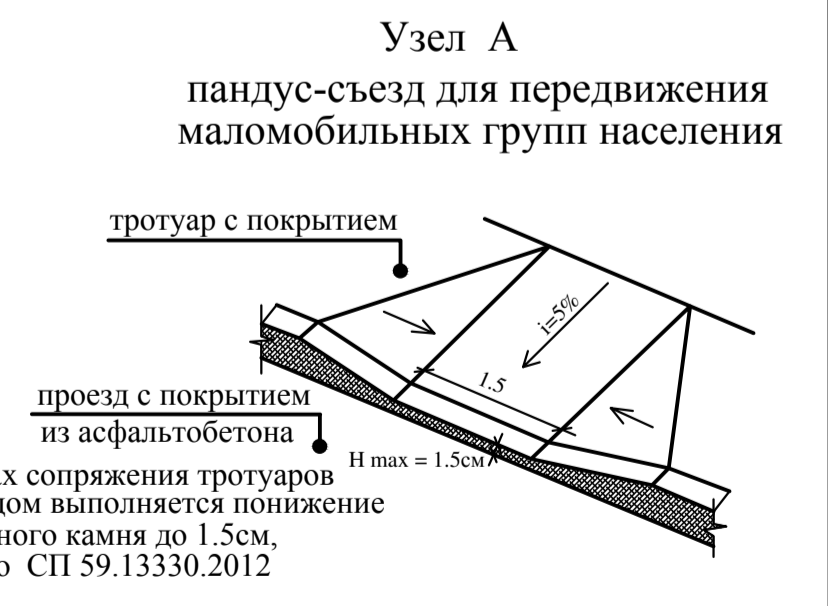 Узел А
пандус-съезд для передвижения
маломобильных групп населения
тротуар с покрытием
i=5%
1.5
проезд с покрытием
из асфальтобетона
H max = 1.5см
сопряжения тротуаров
выполняется понижение
камня до 1.5см,
СП 59.13330.2012